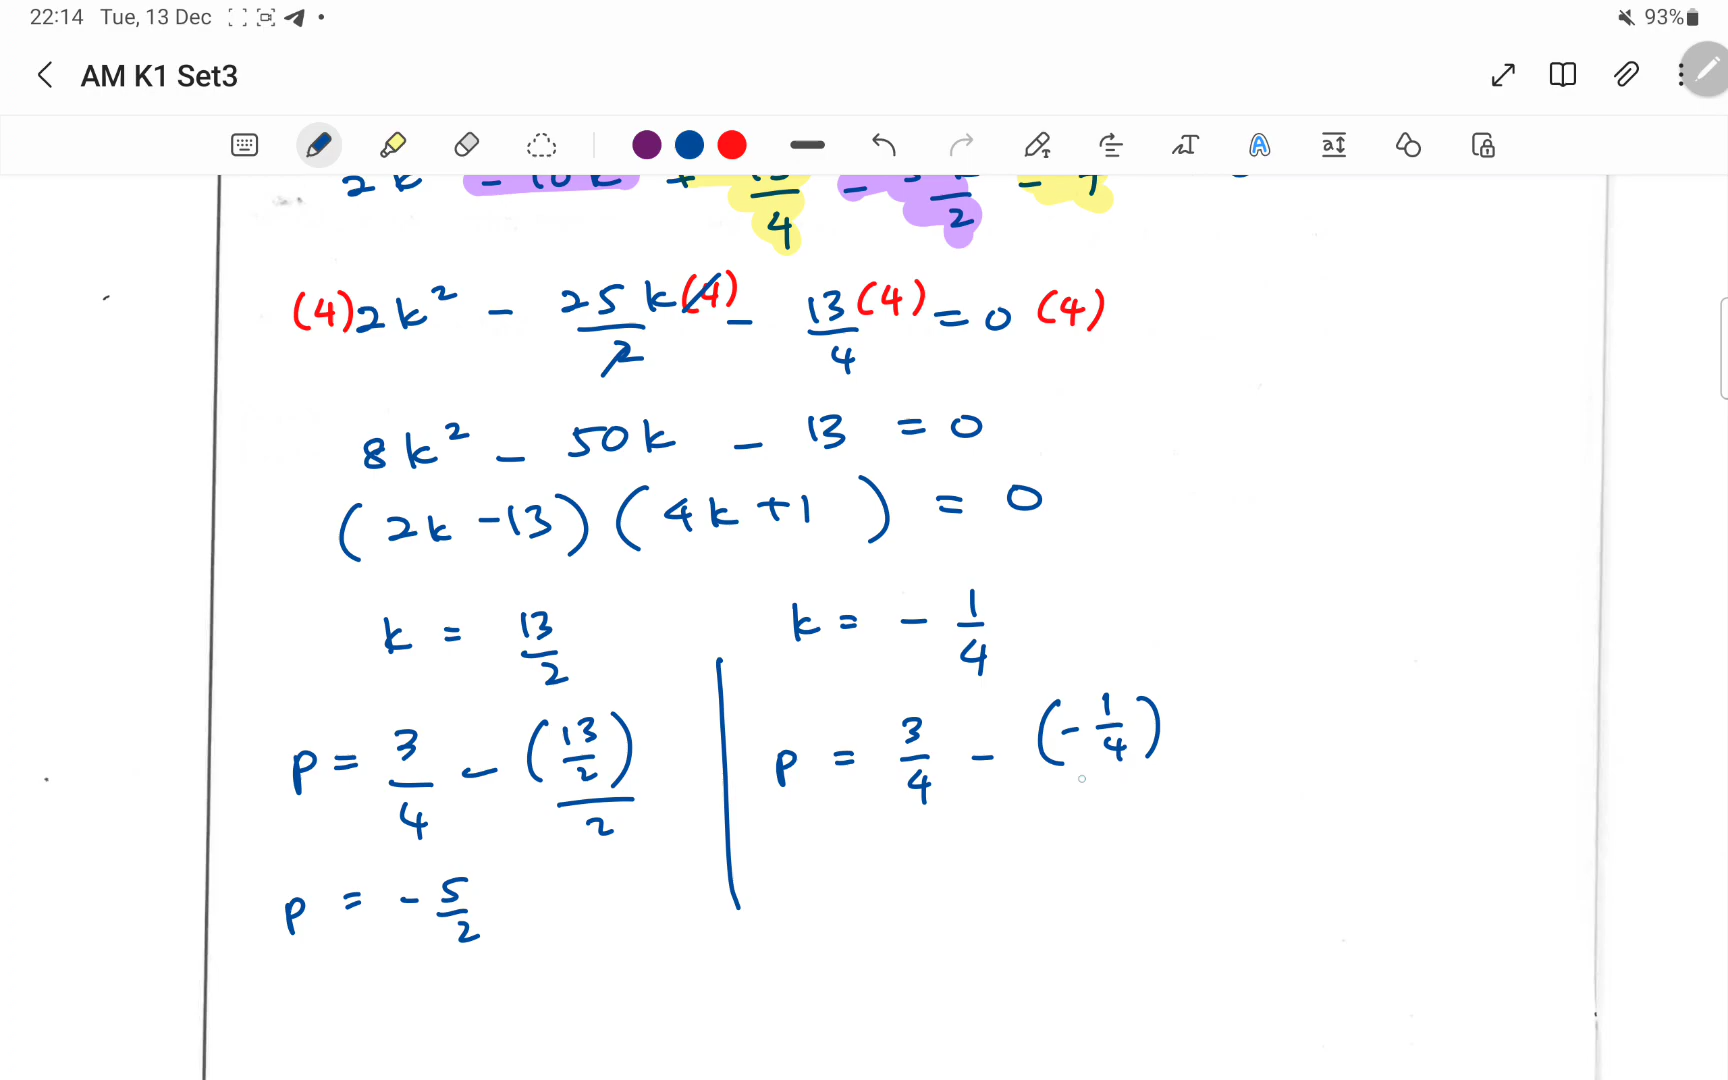 22:14 Tue, 13 Dec 93%
AM K1 Set3
4 2
(4)2k² - 25k(4)/2 - 13(4)/4 = 0 (4)
8k² - 50k - 13 = 0
(2k - 13)(4k + 1) = 0
k = 13/2 k = - 1/4
p = 3/4 - (13/2)/2 p = 3/4 - (-1/4)
p = - 5/2